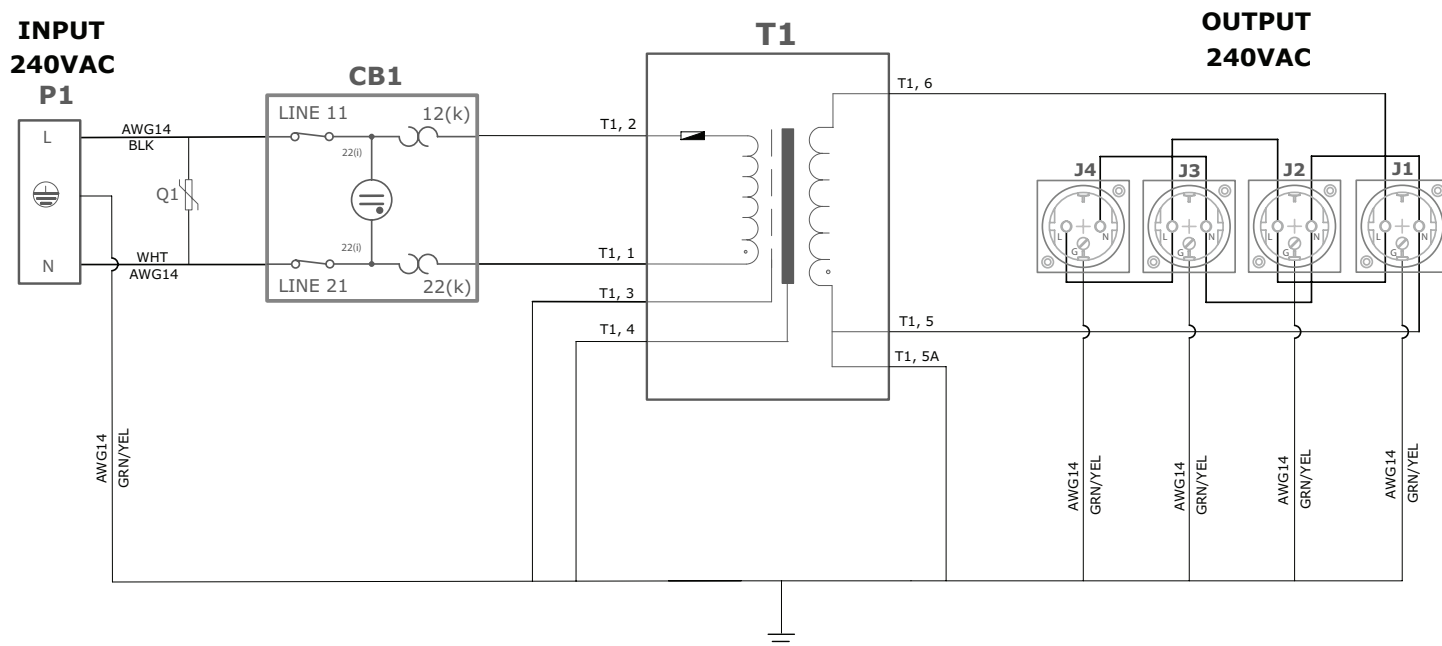 INPUT
240VAC
P1
L
N
AWG14
BLK
Q1
WHT
AWG14
CB1
LINE 11
12(k)
22(i)
22(i)
LINE 21
22(k)
T1
T1, 2
T1, 1
T1, 3
T1, 4
T1, 6
T1, 5
T1, 5A
OUTPUT
240VAC
J4
J3
J2
J1
L
N
G
L
N
G
L
N
G
L
N
G
AWG14
GRN/YEL
AWG14
GRN/YEL
AWG14
GRN/YEL
AWG14
GRN/YEL
AWG14
GRN/YEL